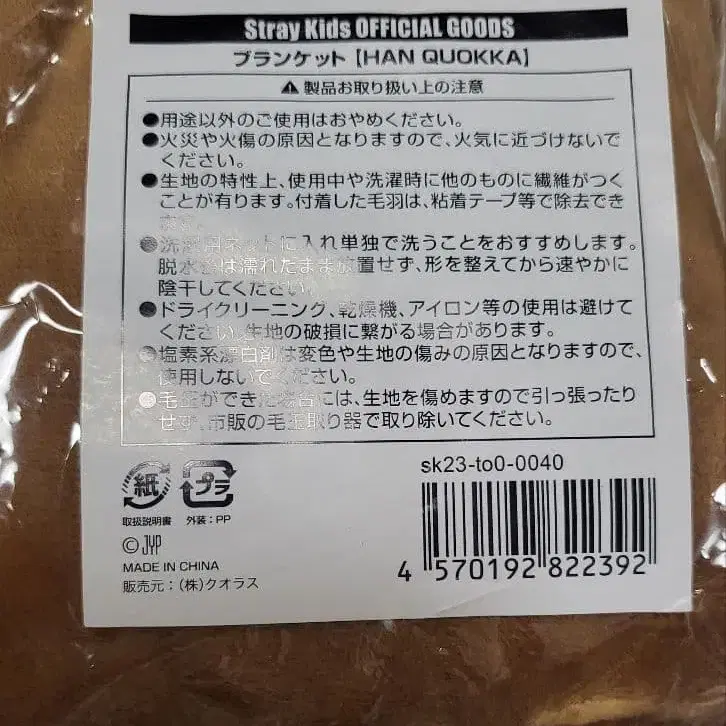 Stray Kids OFFICIAL GOODS
ブランケット【HAN QUOKKA】
⚠製品お取り扱い上の注意
●用途以外のご使用はおやめください。
●火災や火傷の原因となりますので、火気に近づけないで
ください。
●生地の特性上、使用中や洗濯時に他のものに繊維がつく
ことが有ります。付着した毛羽は、粘着テープ等で除去でき
ます。
●洗濯用ネットに入れ単独で洗うことをおすすめします。
脱水後は濡れたまま放置せず、形を整えてから速やかに
陰干してください。
●ドライクリーニング、乾燥機、アイロン等の使用は避けて
ください。生地の破損に繋がる場合があります。
●塩素系漂白剤は変色や生地の傷みの原因となりますので、
使用しないでください。
●毛玉ができた場合には、生地を傷めますので引っ張ったり
せず、市販の毛玉取り器で取り除いてください。
紙 プラ
取扱説明書 外装：PP
©JYP
MADE IN CHINA
販売元：(株)クオラス
sk23-to0-0040
4 570192 822392